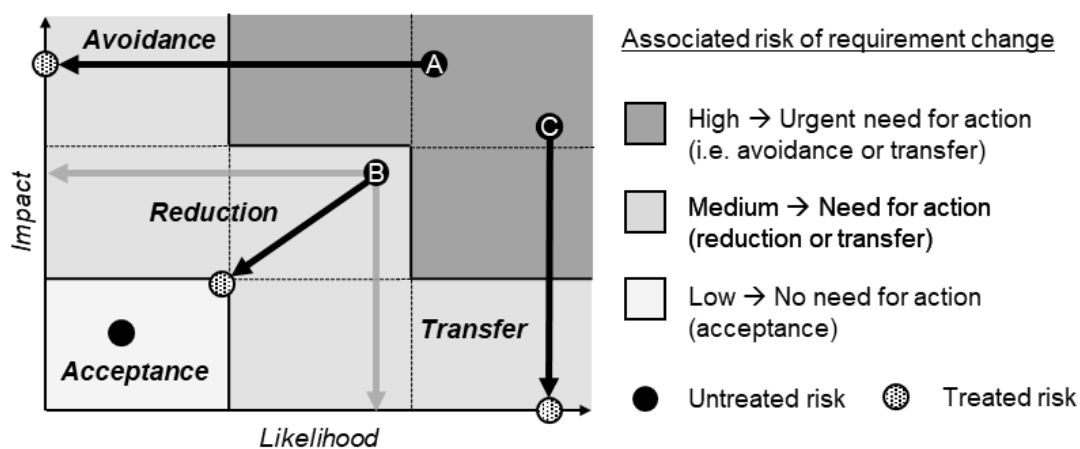 Avoidance
A
C
B
Reduction
Transfer
Acceptance
Impact
Likelihood
Associated risk of requirement change
High → Urgent need for action
(i.e. avoidance or transfer)
Medium → Need for action
(reduction or transfer)
Low → No need for action
(acceptance)
Untreated risk
Treated risk